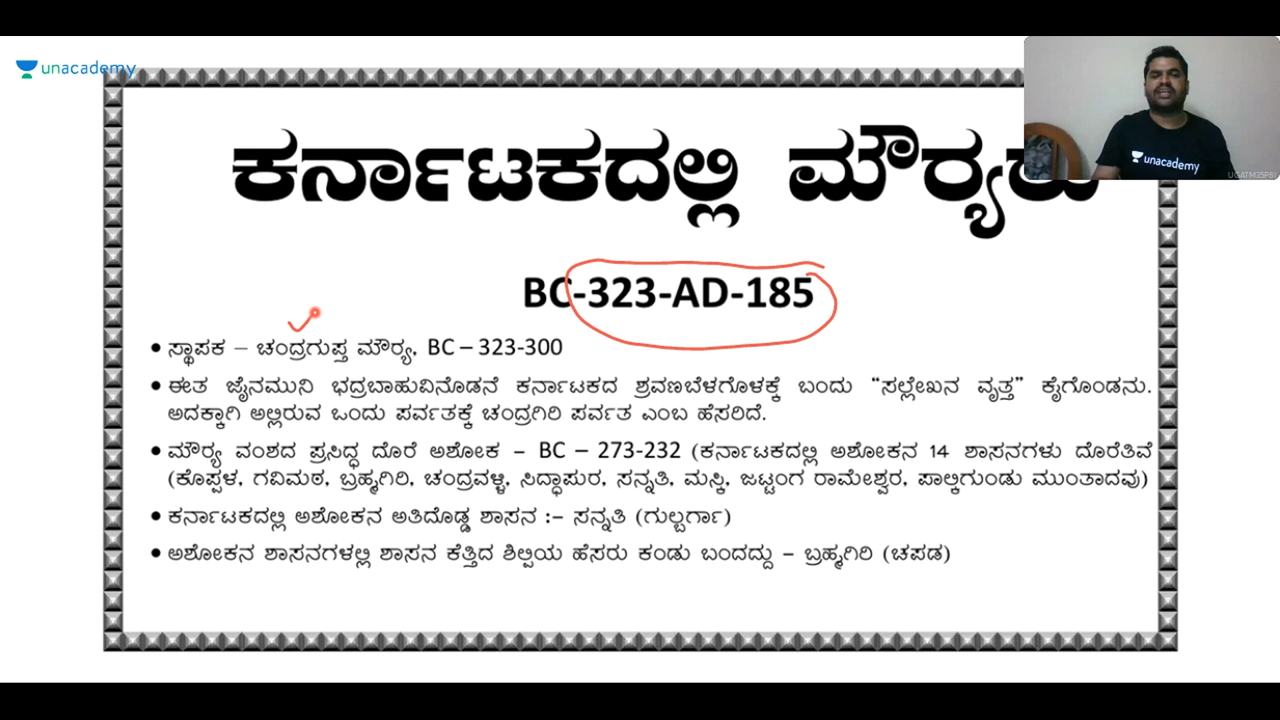 unacademy
unacademy
ಕರ್ನಾಟಕದಲ್ಲಿ ಮೌರ್‍ಯರು
BC-323-AD-185
• ಸ್ಥಾಪಕ – ಚಂದ್ರಗುಪ್ತ ಮೌರ್‍ಯ, BC – 323-300
• ಈತ ಜೈನಮುನಿ ಭದ್ರಬಾಹುವಿನೊಡನೆ ಕರ್ನಾಟಕದ ಶ್ರವಣಬೆಳಗೊಳಕ್ಕೆ ಬಂದು “ಸಲ್ಲೇಖನ ವೃತ್ತ” ಕೈಗೊಂಡನು.
ಅದಕ್ಕಾಗಿ ಅಲ್ಲಿರುವ ಒಂದು ಪರ್ವತಕ್ಕೆ ಚಂದ್ರಗಿರಿ ಪರ್ವತ ಎಂಬ ಹೆಸರಿದೆ.
• ಮೌರ್‍ಯ ವಂಶದ ಪ್ರಸಿದ್ಧ ದೊರೆ ಅಶೋಕ – BC – 273-232 (ಕರ್ನಾಟಕದಲ್ಲಿ ಅಶೋಕನ 14 ಶಾಸನಗಳು ದೊರೆತಿವೆ
(ಕೊಪ್ಪಳ, ಗವಿಮಠ, ಬ್ರಹ್ಮಗಿರಿ, ಚಂದ್ರವಳ್ಳಿ, ಸಿದ್ಧಾಪುರ, ಸನ್ನತಿ, ಮಸ್ಕಿ, ಜಟ್ಟಂಗ ರಾಮೇಶ್ವರ, ಪಾಲ್ಕಿಗುಂಡು ಮುಂತಾದವು)
• ಕರ್ನಾಟಕದಲ್ಲಿ ಅಶೋಕನ ಅತಿದೊಡ್ಡ ಶಾಸನ :– ಸನ್ನತಿ (ಗುಲ್ಬರ್ಗಾ)
• ಅಶೋಕನ ಶಾಸನಗಳಲ್ಲಿ ಶಾಸನ ಕೆತ್ತಿದ ಶಿಲ್ಪಿಯ ಹೆಸರು ಕಂಡು ಬಂದದ್ದು – ಬ್ರಹ್ಮಗಿರಿ (ಚಪಡ)